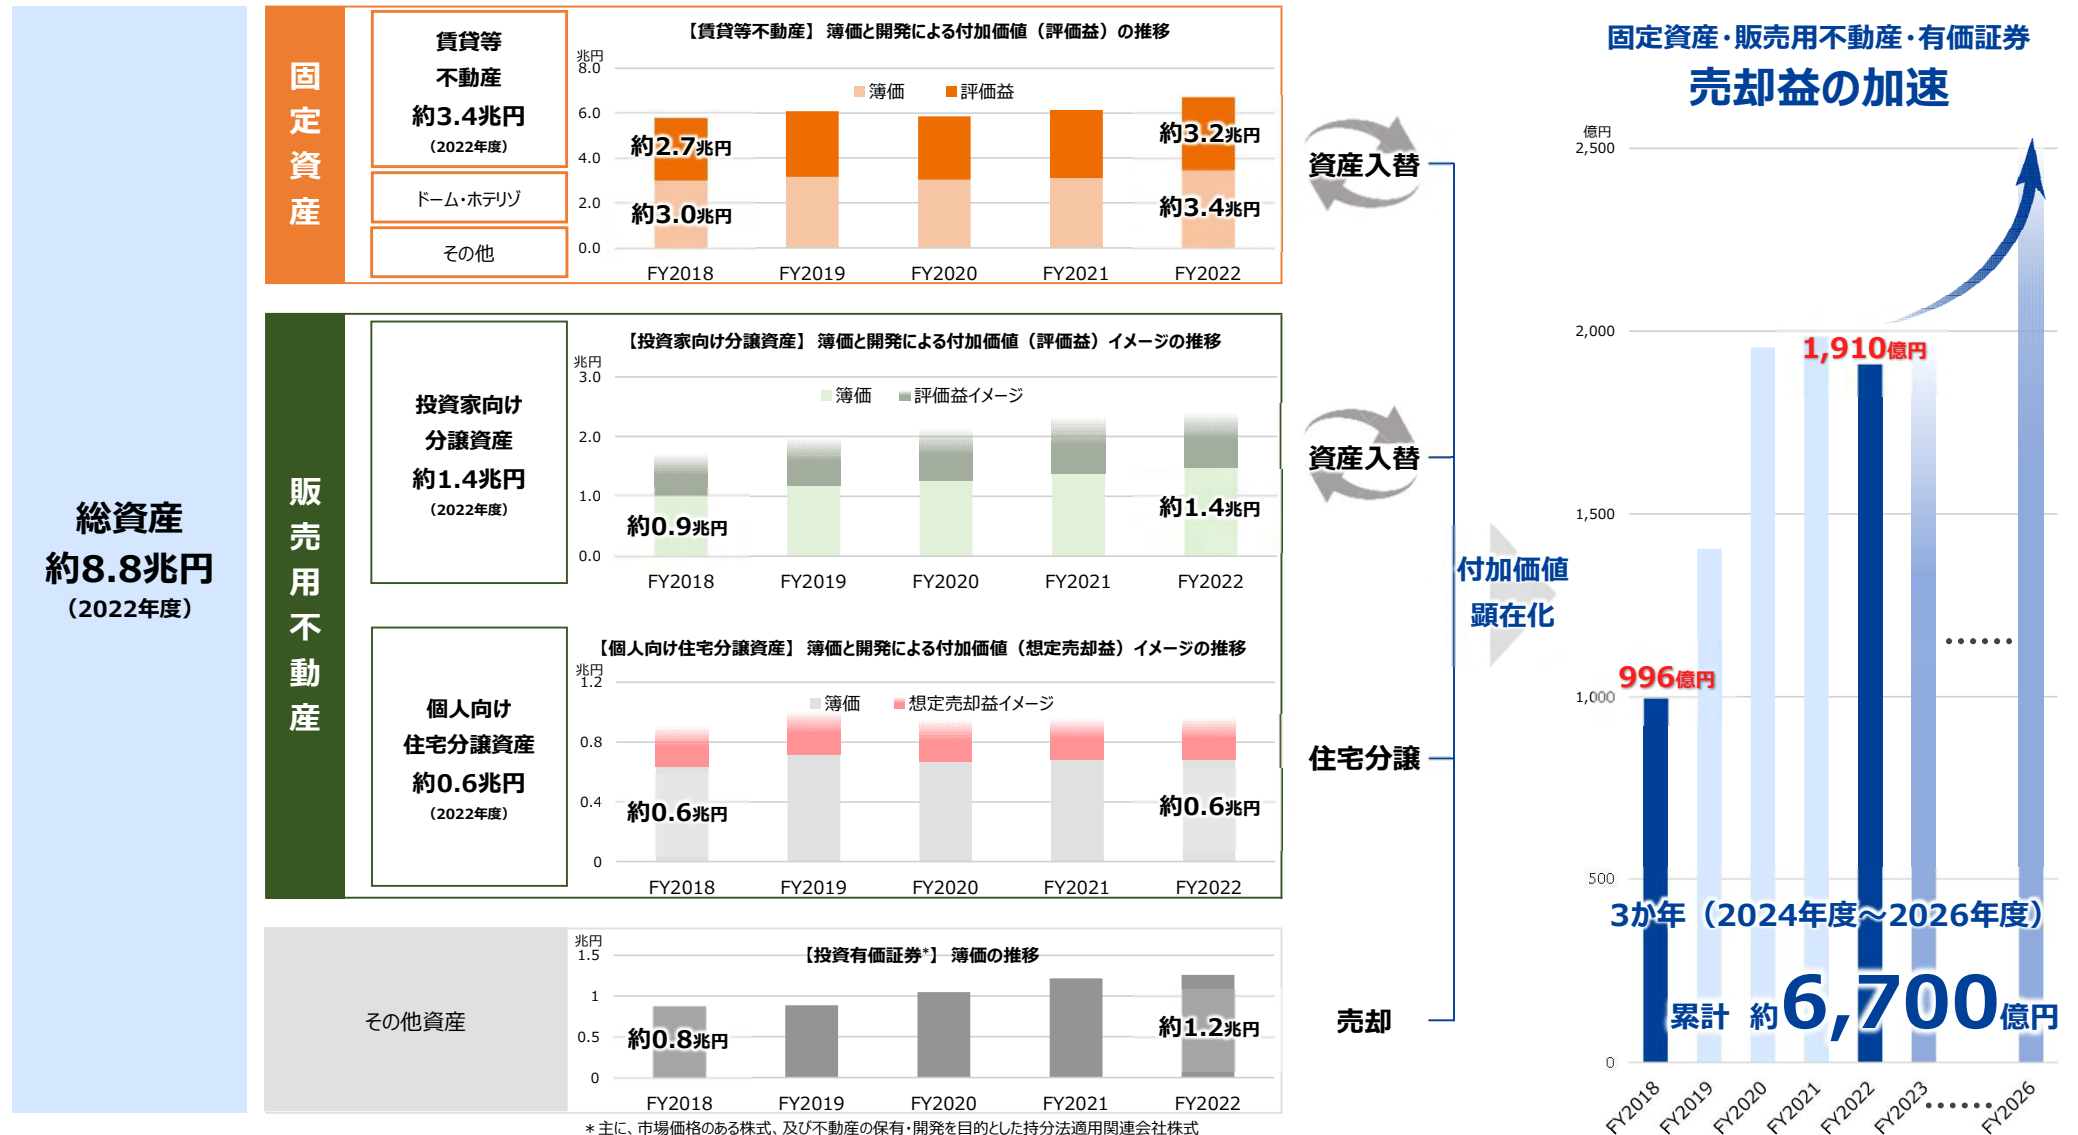 総資産
約8.8兆円
（2022年度）
固定資産
賃貸等
不動産
約3.4兆円
（2022年度）
ドーム・ホテリゾ
その他
【賃貸等不動産】 簿価と開発による付加価値（評価益）の推移
兆円
8.0
6.0
4.0
2.0
0.0
簿価 評価益
約2.7兆円
約3.0兆円
約3.2兆円
約3.4兆円
FY2018 FY2019 FY2020 FY2021 FY2022
販売用不動産
投資家向け
分譲資産
約1.4兆円
（2022年度）
【投資家向け分譲資産】 簿価と開発による付加価値（評価益）イメージの推移
兆円
3.0
2.0
1.0
0.0
簿価 評価益イメージ
約0.9兆円
約1.4兆円
FY2018 FY2019 FY2020 FY2021 FY2022
個人向け
住宅分譲資産
約0.6兆円
（2022年度）
【個人向け住宅分譲資産】 簿価と開発による付加価値（想定売却益）イメージの推移
兆円
1.2
0.8
0.4
0
簿価 想定売却益イメージ
約0.6兆円
約0.6兆円
FY2018 FY2019 FY2020 FY2021 FY2022
その他資産
【投資有価証券*】 簿価の推移
兆円
1.5
1
0.5
0
約0.8兆円
約1.2兆円
FY2018 FY2019 FY2020 FY2021 FY2022
＊主に、市場価格のある株式、及び不動産の保有・開発を目的とした持分法適用関連会社株式
資産入替
資産入替
住宅分譲
売却
付加価値
顕在化
固定資産・販売用不動産・有価証券
売却益の加速
億円
2,500
2,000
1,500
1,000
500
0
996億円
1,910億円
……
3か年（2024年度～2026年度）
累計 約6,700億円
FY2018 FY2019 FY2020 FY2021 FY2022 FY2023 …… FY2026